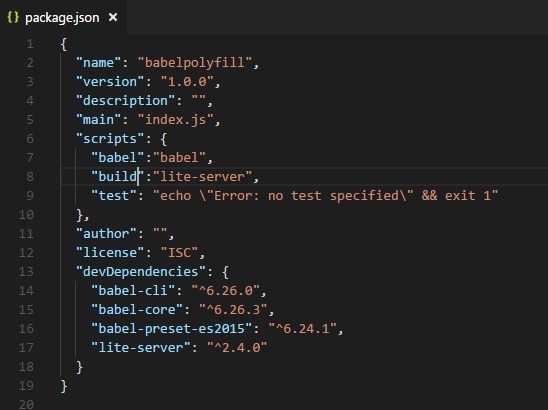 {} package.json ×
1 {
2   "name": "babelpolyfill",
3   "version": "1.0.0",
4   "description": "",
5   "main": "index.js",
6   "scripts": {
7     "babel":"babel",
8     "build":"lite-server",
9     "test": "echo \"Error: no test specified\" && exit 1"
10   },
11   "author": "",
12   "license": "ISC",
13   "devDependencies": {
14     "babel-cli": "^6.26.0",
15     "babel-core": "^6.26.3",
16     "babel-preset-es2015": "^6.24.1",
17     "lite-server": "^2.4.0"
18   }
19 }
20